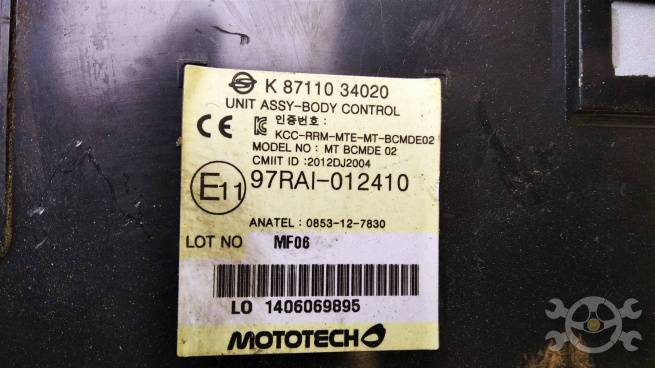 K 87110 34020
UNIT ASSY-BODY CONTROL
CE 인증번호 :
KCC-RRM-MTE-MT-BCMDE02
MODEL NO : MT BCMDE 02
CMIIT ID :2012DJ2004
E11 97RAI-012410
ANATEL : 0853-12-7830
LOT NO MF06
LO 1406069895
MOTOTECH